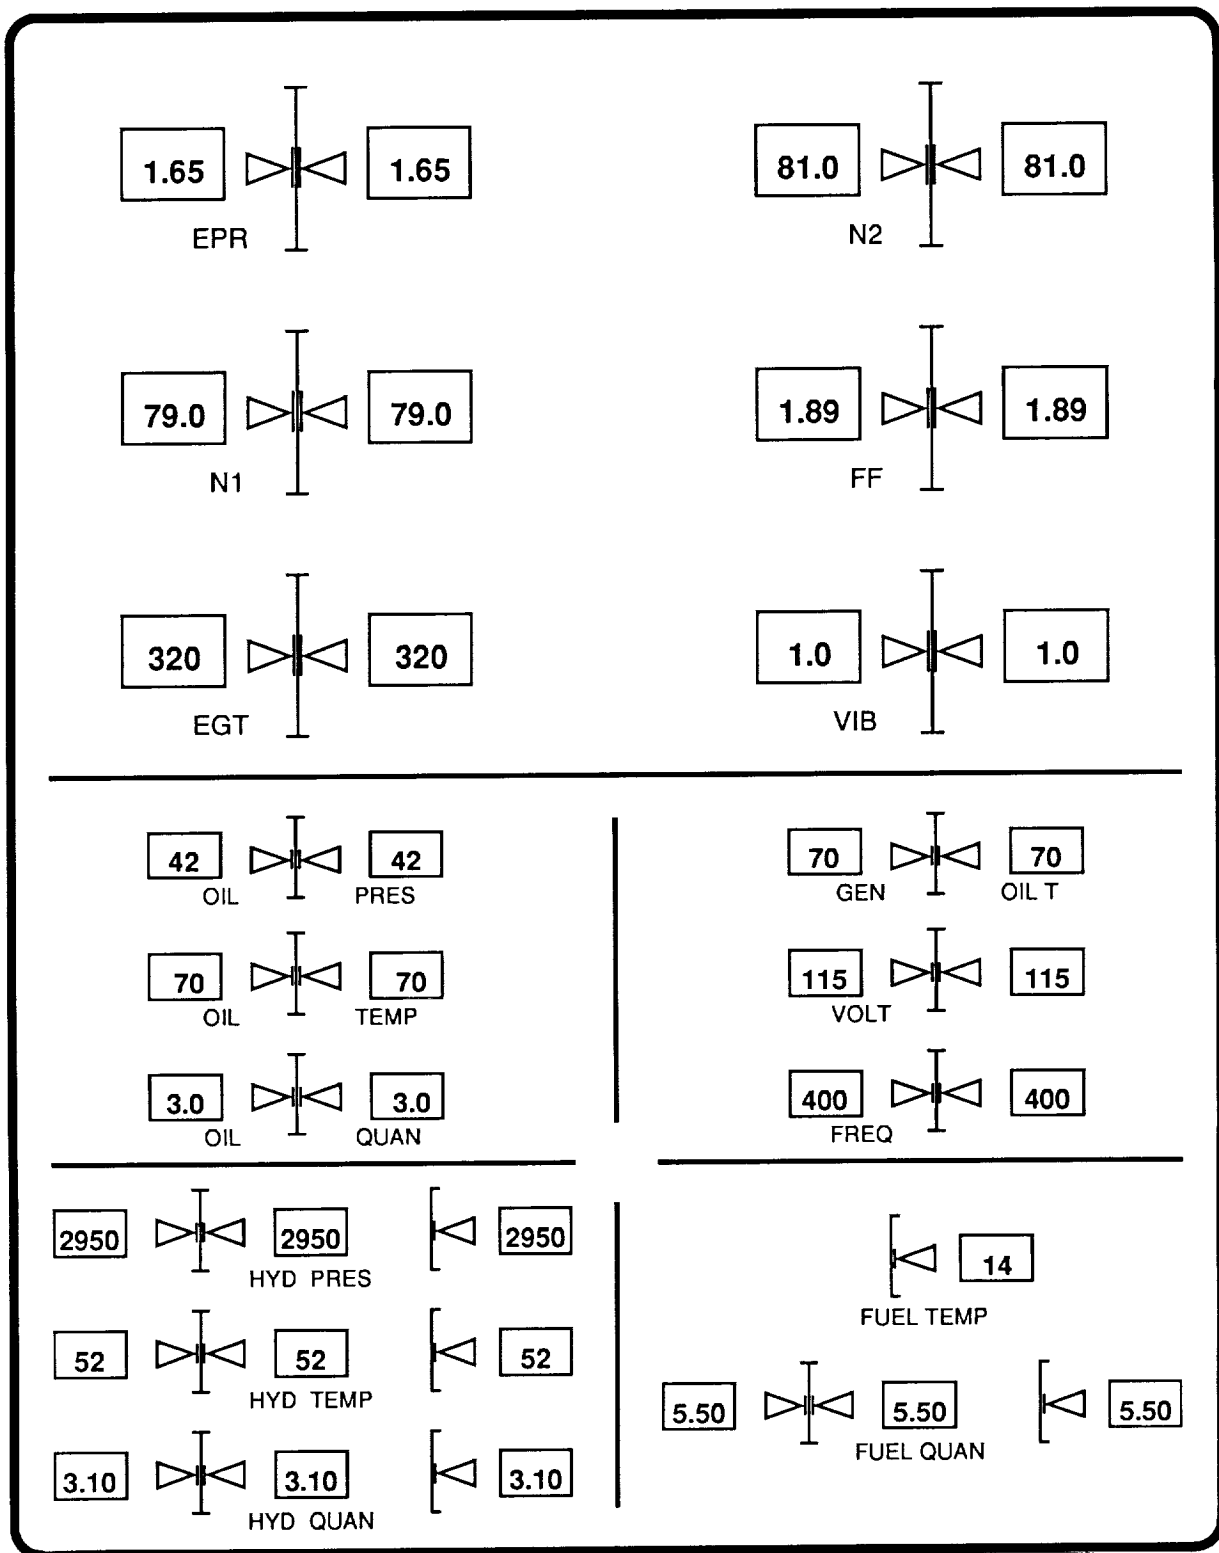 1.65 1.65
EPR
81.0 81.0
N2
79.0 79.0
N1
1.89 1.89
FF
320 320
EGT
1.0 1.0
VIB
42 42
OIL PRES
70 70
OIL TEMP
3.0 3.0
OIL QUAN
70 70
GEN OIL T
115 115
VOLT
400 400
FREQ
2950 2950 2950
HYD PRES
52 52 52
HYD TEMP
3.10 3.10 3.10
HYD QUAN
14
FUEL TEMP
5.50 5.50 5.50
FUEL QUAN